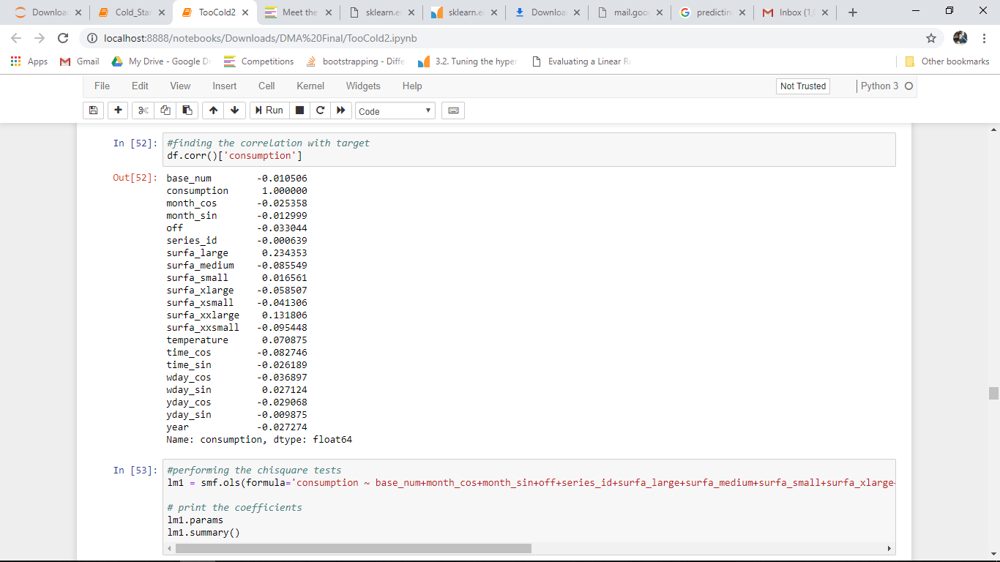 Downloa
Cold_Star
TooCold2
Meet the
sklearn.e
sklearn.e
Downloa
mail.goo
predictin
Inbox (1,
localhost:8888/notebooks/Downloads/DMA%20Final/TooCold2.ipynb
Apps Gmail My Drive - Google D Competitions bootstrapping - Diffe 3.2. Tuning the hyper Evaluating a Linear Re Other bookmarks
File Edit View Insert Cell Kernel Widgets Help Not Trusted Python 3
Run Code
In [52]: #finding the correlation with target
df.corr()['consumption']
Out[52]: base_num -0.010506
consumption 1.000000
month_cos -0.025358
month_sin -0.012999
off -0.033044
series_id -0.000639
surfa_large 0.234353
surfa_medium -0.085549
surfa_small 0.016561
surfa_xlarge -0.058507
surfa_xsmall -0.041306
surfa_xxlarge 0.131806
surfa_xxsmall -0.095448
temperature 0.070875
time_cos -0.082746
time_sin -0.026189
wday_cos -0.036897
wday_sin 0.027124
yday_cos -0.029068
yday_sin -0.009875
year -0.027274
Name: consumption, dtype: float64
In [53]: #performing the chisquare tests
lm1 = smf.ols(formula='consumption ~ base_num+month_cos+month_sin+off+series_id+surfa_large+surfa_medium+surfa_small+surfa_xlarge+
# print the coefficients
lm1.params
lm1.summary()